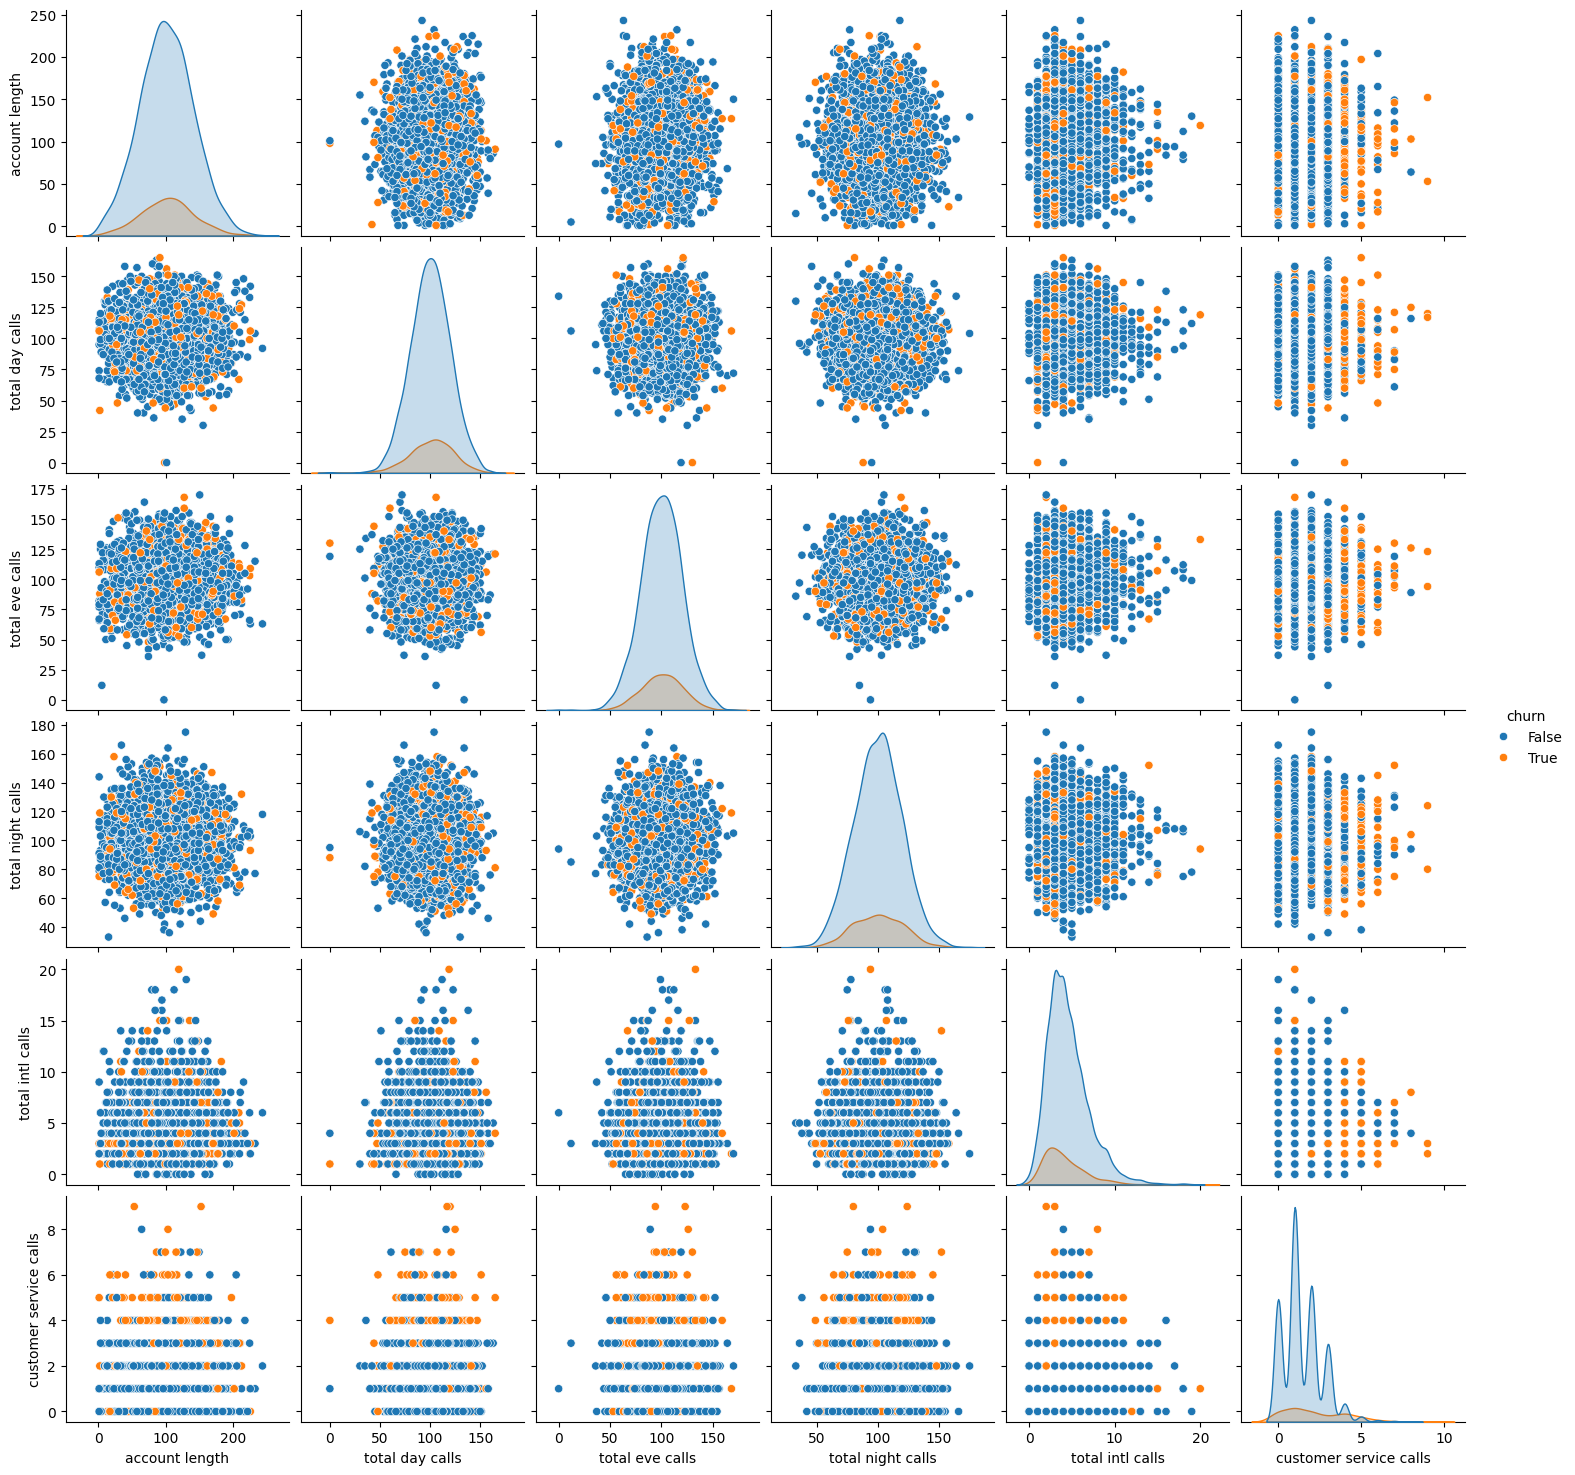 250
200
150
100
50
0
account length
150
125
100
75
50
25
0
total day calls
175
150
125
100
75
50
25
0
total eve calls
churn
False
True
180
160
140
120
100
80
60
40
total night calls
20
15
10
5
0
total intl calls
8
6
4
2
0
customer service calls
0 100 200
0 50 100 150
0 50 100 150
50 100 150
0 10 20
0 5 10
account length
total day calls
total eve calls
total night calls
total intl calls
customer service calls